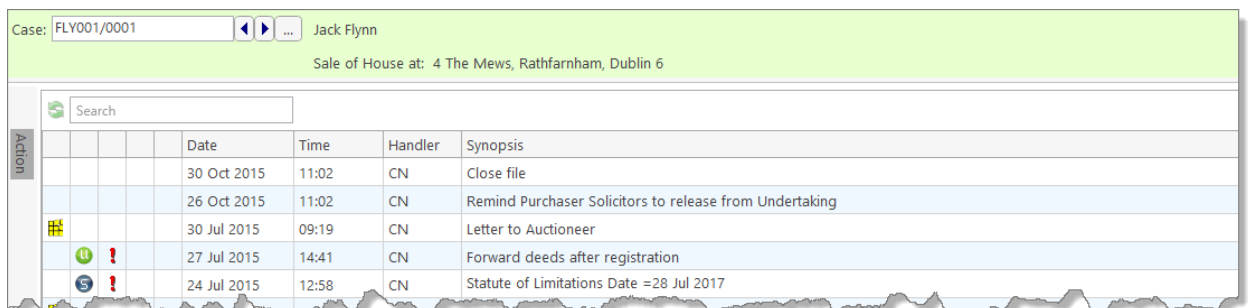 Case: FLY001/0001 ... Jack Flynn
Sale of House at: 4 The Mews, Rathfarnham, Dublin 6
Search
Action
Date Time Handler Synopsis
30 Oct 2015 11:02 CN Close file
26 Oct 2015 11:02 CN Remind Purchaser Solicitors to release from Undertaking
30 Jul 2015 09:19 CN Letter to Auctioneer
U ! 27 Jul 2015 14:41 CN Forward deeds after registration
S ! 24 Jul 2015 12:58 CN Statute of Limitations Date =28 Jul 2017